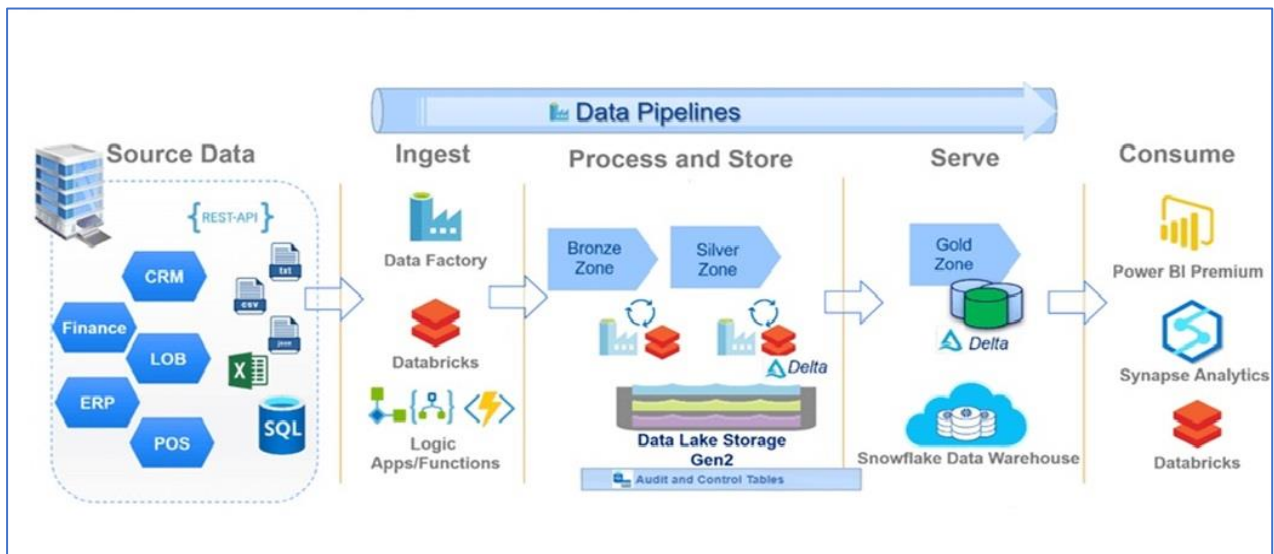 Data Pipelines
Source Data
Ingest
Process and Store
Serve
Consume
{REST-API}
CRM
Finance
LOB
ERP
POS
txt
csv
json
SQL
Data Factory
Databricks
Logic
Apps/Functions
Bronze
Zone
Silver
Zone
Delta
Data Lake Storage
Gen2
Audit and Control Tables
Gold
Zone
Delta
Snowflake Data Warehouse
Power BI Premium
Synapse Analytics
Databricks